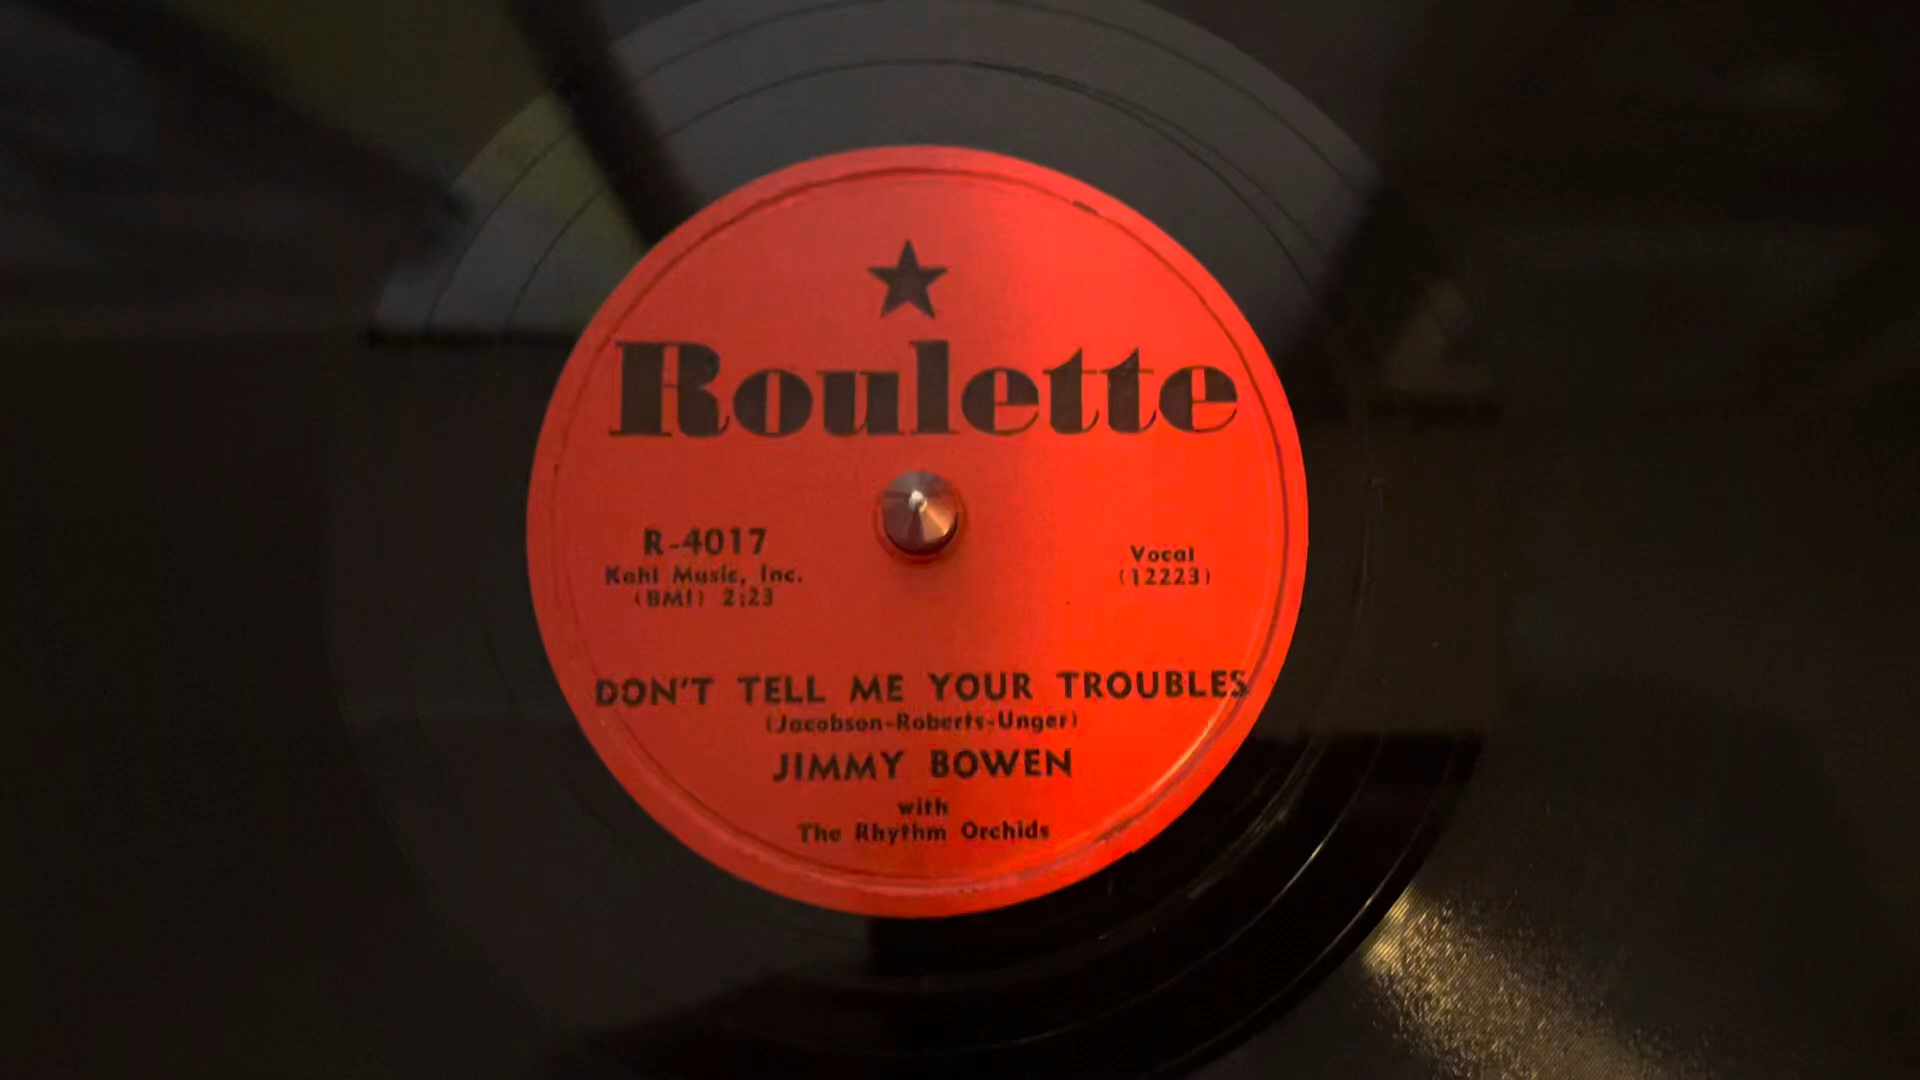 Roulette
R-4017
Kahl Music, Inc.
(BMI) 2:23
Vocal
(12223)
DON'T TELL ME YOUR TROUBLES
(Jacobson-Roberts-Unger)
JIMMY BOWEN
with
The Rhythm Orchids